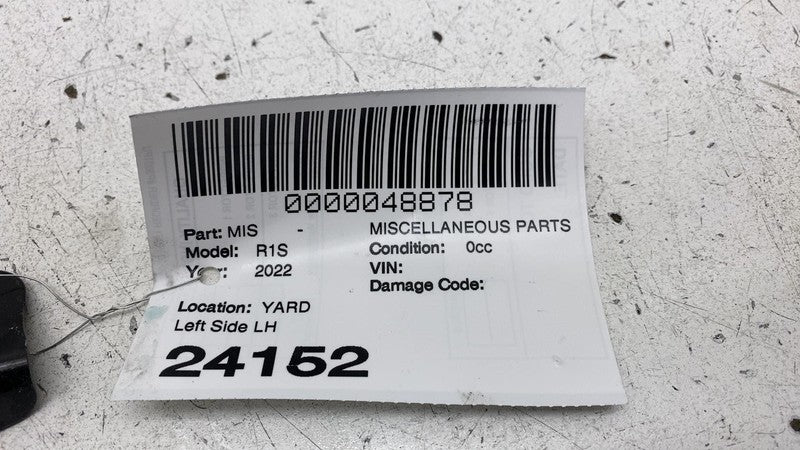 0000048878
Part: MIS - MISCELLANEOUS PARTS
Model: R1S Condition: 0cc
Year: 2022 VIN:
Damage Code:
Location: YARD
Left Side LH
24152